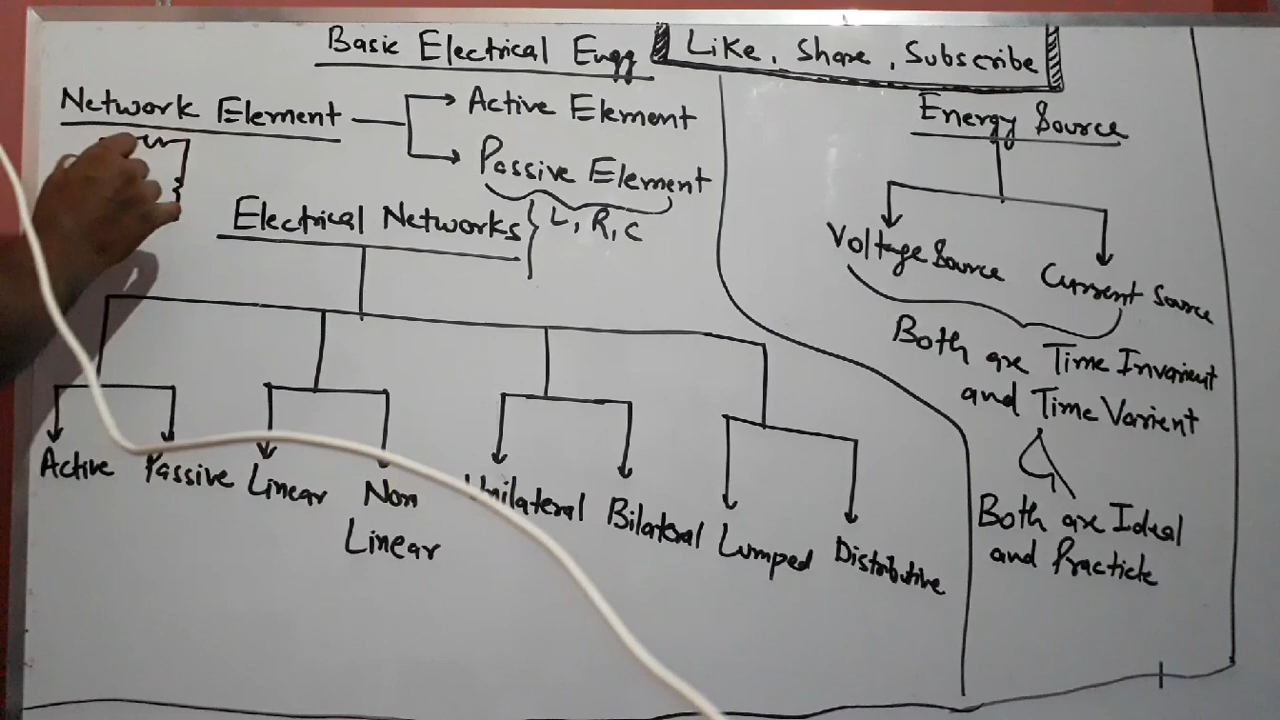 Basic Electrical Engg
Like, Share, Subscribe
Network Element
Active Element
Passive Element
L, R, C
Electrical Networks
Active
Passive
Linear
Non
Linear
Unilateral
Bilateral
Lumped
Distributive
Energy Source
Voltage Source
Current Source
Both are Time Invarient
and Time Varient
Both are Ideal
and Practicle